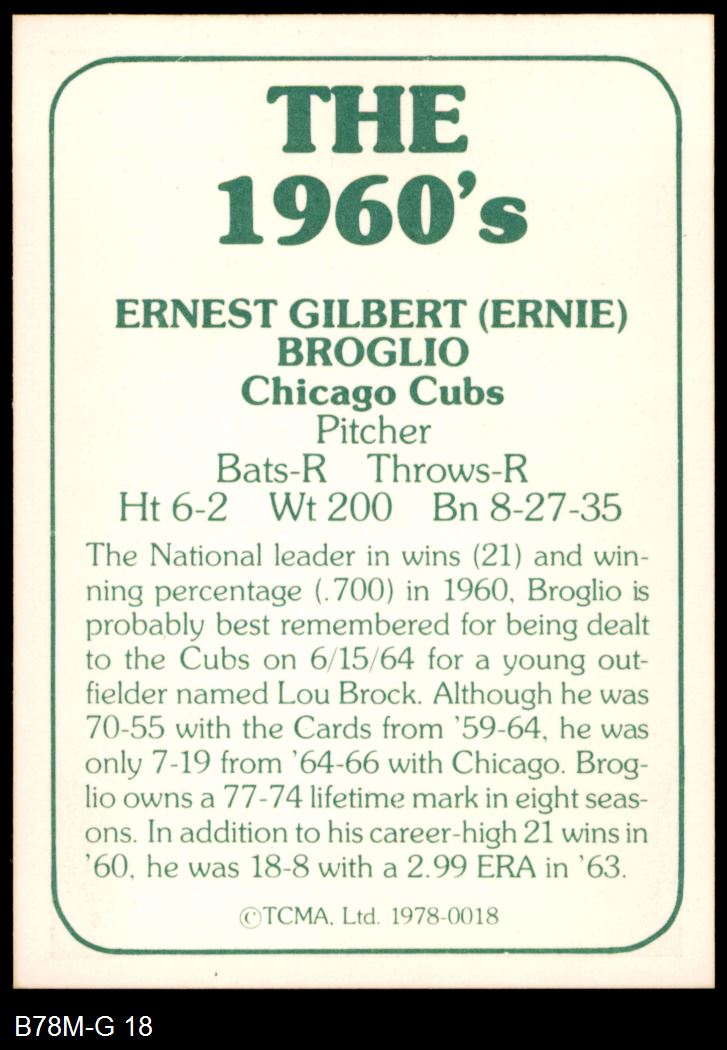 THE
1960's
ERNEST GILBERT (ERNIE)
BROGLIO
Chicago Cubs
Pitcher
Bats-R Throws-R
Ht 6-2 Wt 200 Bn 8-27-35
The National leader in wins (21) and win-
ning percentage (.700) in 1960, Broglio is
probably best remembered for being dealt
to the Cubs on 6/15/64 for a young out-
fielder named Lou Brock. Although he was
70-55 with the Cards from '59-64, he was
only 7-19 from '64-66 with Chicago. Brog-
lio owns a 77-74 lifetime mark in eight seas-
ons. In addition to his career-high 21 wins in
'60, he was 18-8 with a 2.99 ERA in '63.
©TCMA, Ltd. 1978-0018
B78M-G 18